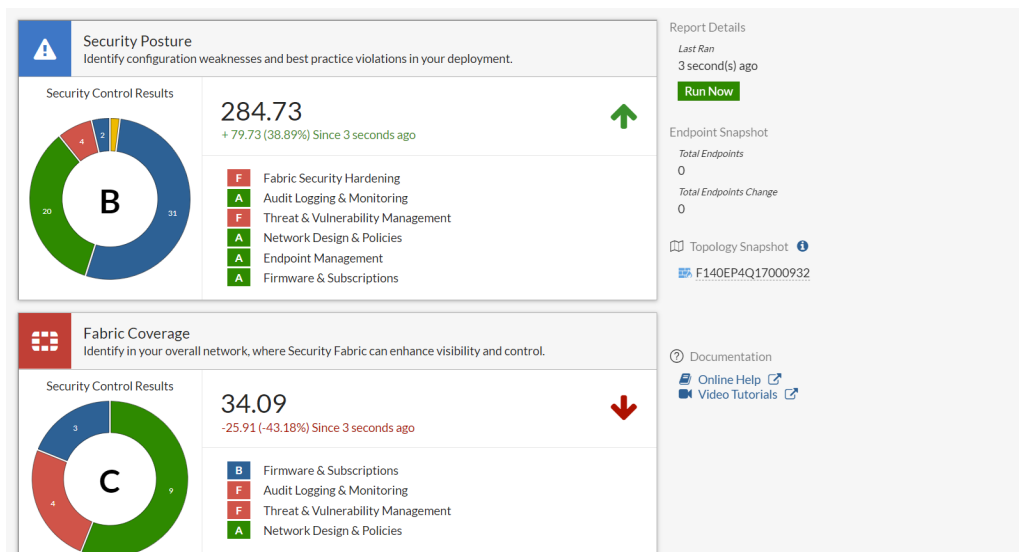 Security Posture
Identify configuration weaknesses and best practice violations in your deployment.
Security Control Results
4
2
20
31
B
284.73
+ 79.73 (38.89%) Since 3 seconds ago
F Fabric Security Hardening
A Audit Logging & Monitoring
F Threat & Vulnerability Management
A Network Design & Policies
A Endpoint Management
A Firmware & Subscriptions
Fabric Coverage
Identify in your overall network, where Security Fabric can enhance visibility and control.
Security Control Results
3
4
9
C
34.09
-25.91 (-43.18%) Since 3 seconds ago
B Firmware & Subscriptions
F Audit Logging & Monitoring
F Threat & Vulnerability Management
A Network Design & Policies
Report Details
Last Ran
3 second(s) ago
Run Now
Endpoint Snapshot
Total Endpoints
0
Total Endpoints Change
0
Topology Snapshot
F140EP4Q17000932
Documentation
Online Help
Video Tutorials